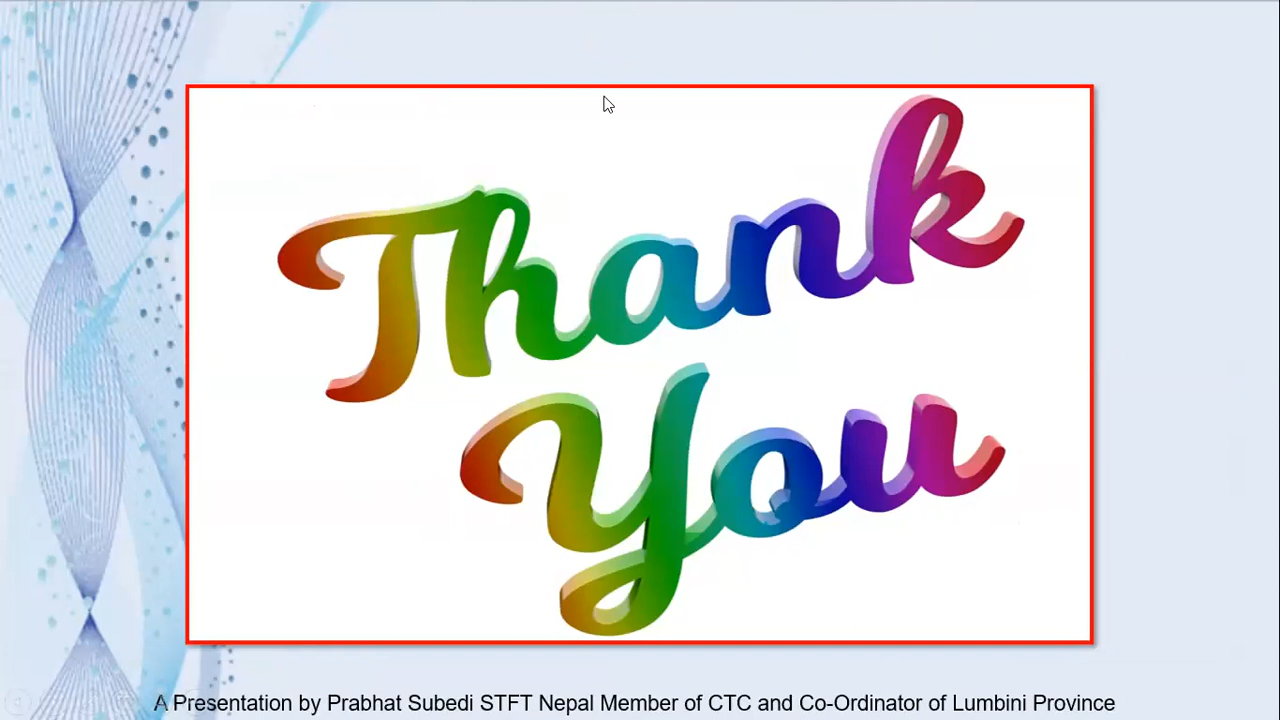 Thank
You
A Presentation by Prabhat Subedi STFT Nepal Member of CTC and Co-Ordinator of Lumbini Province